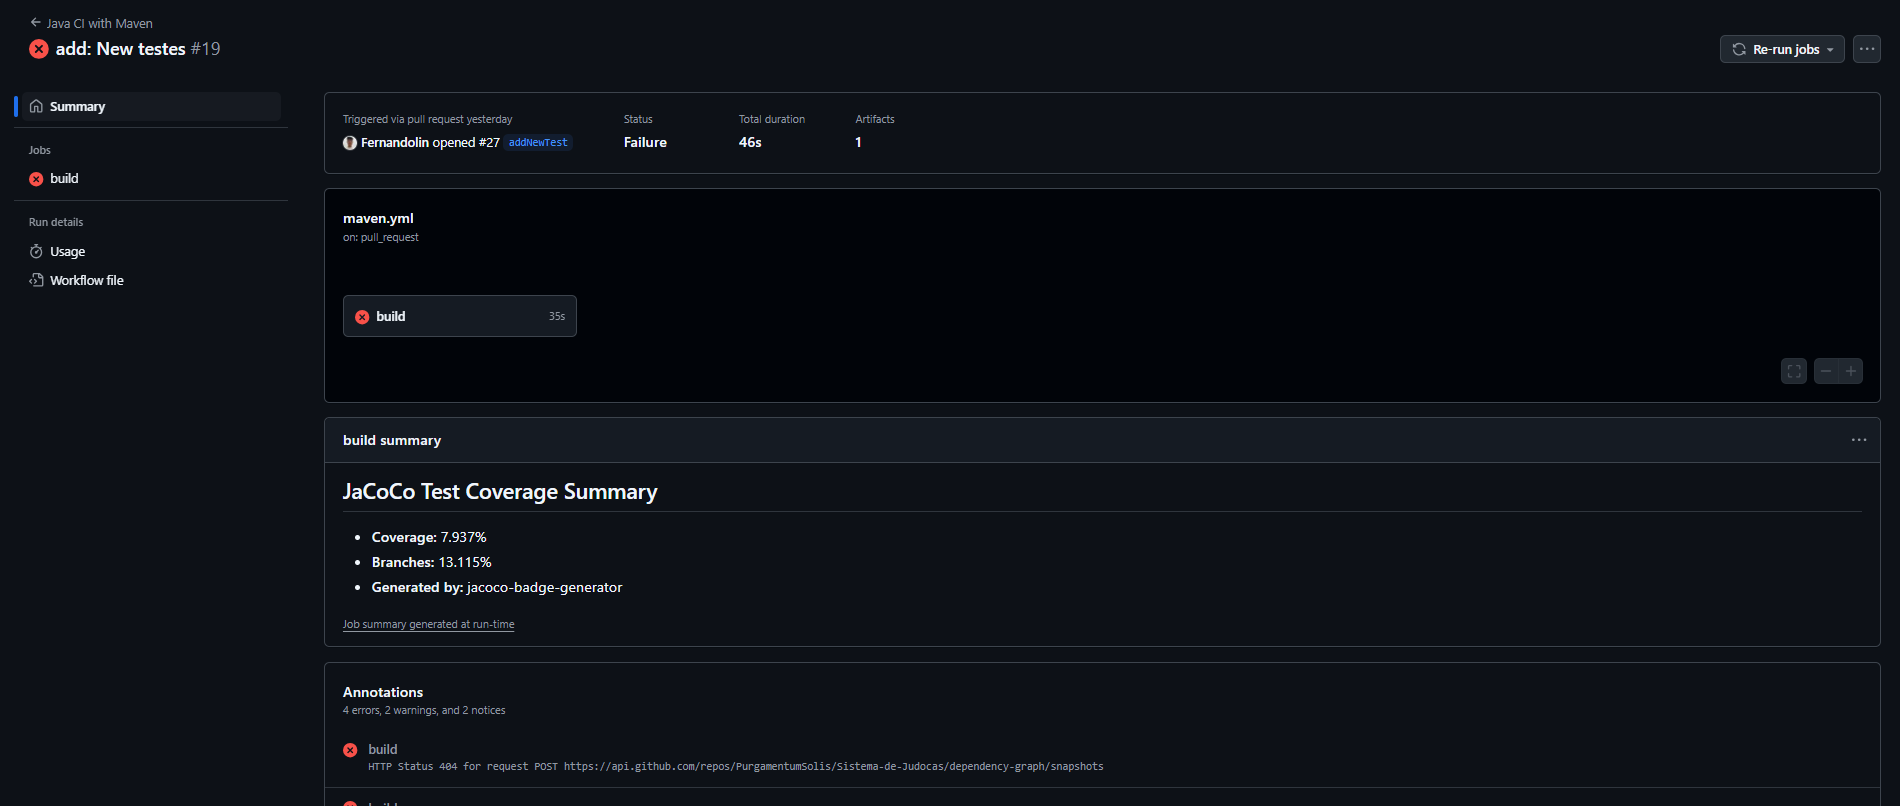 Java CI with Maven
add: New testes #19
Re-run jobs
Summary
Jobs
build
Run details
Usage
Workflow file
Triggered via pull request yesterday
Fernandolin opened #27 addNewTest
Status
Failure
Total duration
46s
Artifacts
1
maven.yml
on: pull_request
build 35s
build summary
JaCoCo Test Coverage Summary
Coverage: 7.937%
Branches: 13.115%
Generated by: jacoco-badge-generator
Job summary generated at run-time
Annotations
4 errors, 2 warnings, and 2 notices
build
HTTP Status 404 for request POST https://api.github.com/repos/PurgamentumSolis/Sistema-de-Judocas/dependency-graph/snapshots